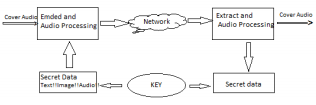 Cover Audio
Emded and
Audio Processing
Network
Extract and
Audio Processing
Cover Audio
Secret Data
Text!!Image!!Audio!!
KEY
Secret data